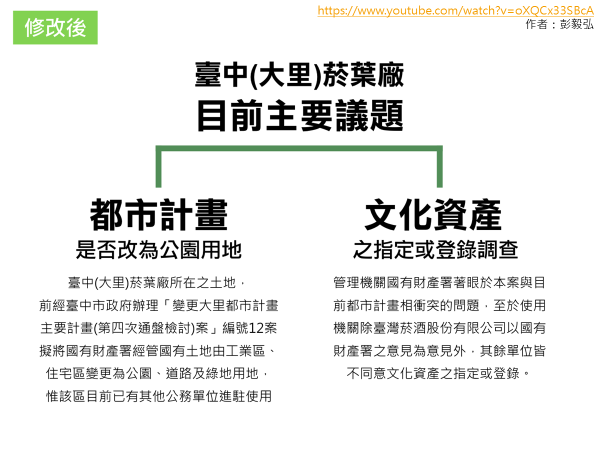 修改後
https://www.youtube.com/watch?v=oXQCx33SBcA
作者：彭毅弘
臺中(大里)菸葉廠
目前主要議題
都市計畫
是否改為公園用地
臺中(大里)菸葉廠所在之土地，
前經臺中市政府辦理「變更大里都市計畫
主要計畫(第四次通盤檢討)案」編號12案
擬將國有財產署經管國有土地由工業區、
住宅區變更為公園、道路及綠地用地，
惟該區目前已有其他公務單位進駐使用
文化資產
之指定或登錄調查
管理機關國有財產署著眼於本案與目
前都市計畫相衝突的問題，至於使用
機關除臺灣菸酒股份有限公司以國有
財產署之意見為意見外，其餘單位皆
不同意文化資產之指定或登錄。